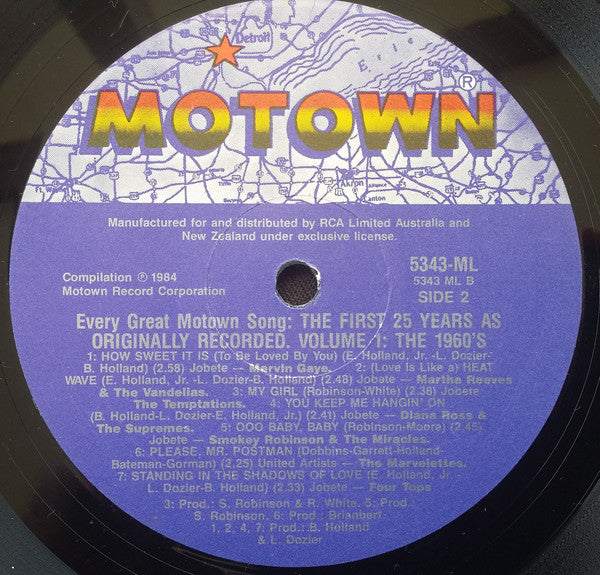 Detroit
Erie
MOTOWN®
Ft. W
Akron
Alliance
Canton
Manufactured for and distributed by RCA Limited Australia and
New Zealand under exclusive license.
Compilation ℗ 1984
Motown Record Corporation
5343-ML
5343 ML B
SIDE 2
Every Great Motown Song: THE FIRST 25 YEARS AS
ORIGINALLY RECORDED. VOLUME 1: THE 1960'S
1: HOW SWEET IT IS (To Be Loved By You) (E. Holland, Jr. -L. Dozier-
B. Holland) (2.58) Jobete — Marvin Gaye. 2: (Love Is Like a) HEAT
WAVE (E. Holland, Jr. -L. Dozier-B. Holland) (2.48) Jobete — Martha Reeves
& The Vandellas. 3: MY GIRL (Robinson-White) (2.38) Jobete —
The Temptations. 4: YOU KEEP ME HANGIN' ON
(B. Holland-L. Dozier-E. Holland, Jr.) (2.41) Jobete — Diana Ross &
The Supremes. 5: OOO BABY, BABY (Robinson-Moore) (2.45)
Jobete — Smokey Robinson & The Miracles.
6: PLEASE, MR. POSTMAN (Dobbins-Garrett-Holland-
Bateman-Gorman) (2.25) United Artists — The Marvelettes.
7: STANDING IN THE SHADOWS OF LOVE (E. Holland, Jr.
L. Dozier-B. Holland) (2.33) Jobete — Four Tops
3: Prod.: S. Robinson & R. White. 5: Prod.:
S. Robinson. 6: Prod.: Brianbert.
1, 2, 4, 7: Prod.: B. Holland
& L. Dozier